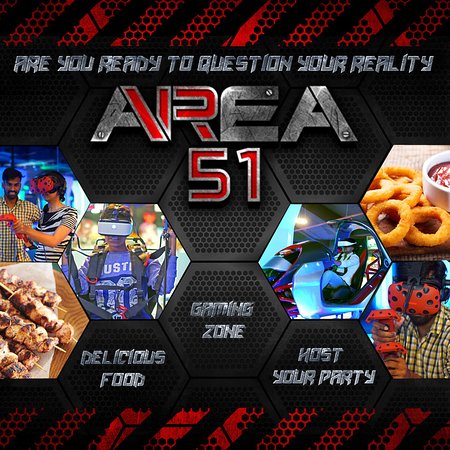 ARE YOU READY TO QUESTION YOUR REALITY
AREA
51
GAMING
ZONE
DELICIOUS
FOOD
HOST
YOUR PARTY